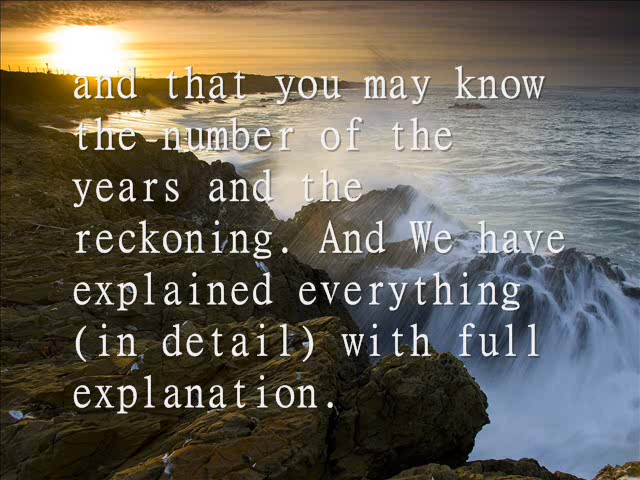 and that you may know
the number of the
years and the
reckoning. And We have
explained everything
(in detail) with full
explanation.